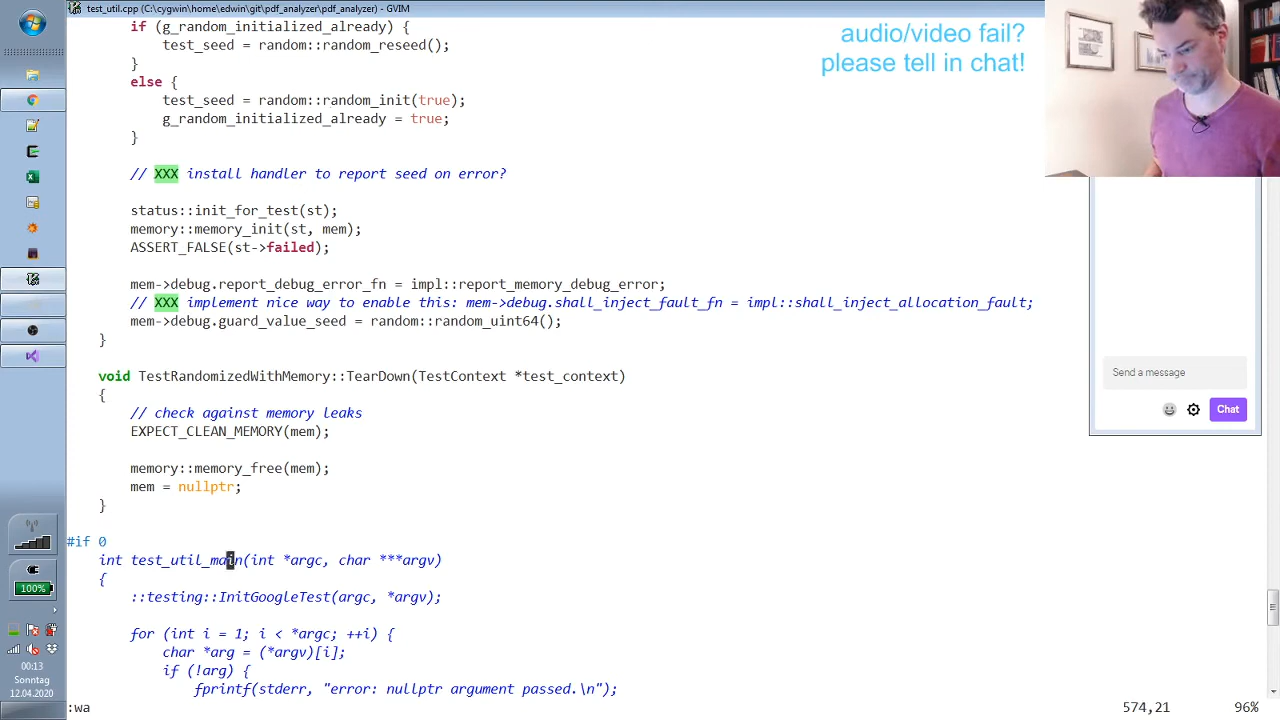 test_util.cpp (C:\cygwin\home\edwin\git\pdf_analyzer\pdf_analyzer) - GVIM
if (g_random_initialized_already) {
test_seed = random::random_reseed();
}
else {
test_seed = random::random_init(true);
g_random_initialized_already = true;
}
// XXX install handler to report seed on error?
status::init_for_test(st);
memory::memory_init(st, mem);
ASSERT_FALSE(st->failed);
mem->debug.report_debug_error_fn = impl::report_memory_debug_error;
// XXX implement nice way to enable this: mem->debug.shall_inject_fault_fn = impl::shall_inject_allocation_fault;
mem->debug.guard_value_seed = random::random_uint64();
}
void TestRandomizedWithMemory::TearDown(TestContext *test_context)
{
// check against memory leaks
EXPECT_CLEAN_MEMORY(mem);
memory::memory_free(mem);
mem = nullptr;
}
#if 0
int test_util_main(int *argc, char ***argv)
{
::testing::InitGoogleTest(argc, *argv);
for (int i = 1; i < *argc; ++i) {
char *arg = (*argv)[i];
if (!arg) {
fprintf(stderr, "error: nullptr argument passed.\n");
:wa
574,21
96%
audio/video fail?
please tell in chat!
Send a message
Chat
100%
00:13
Sonntag
12.04.2020